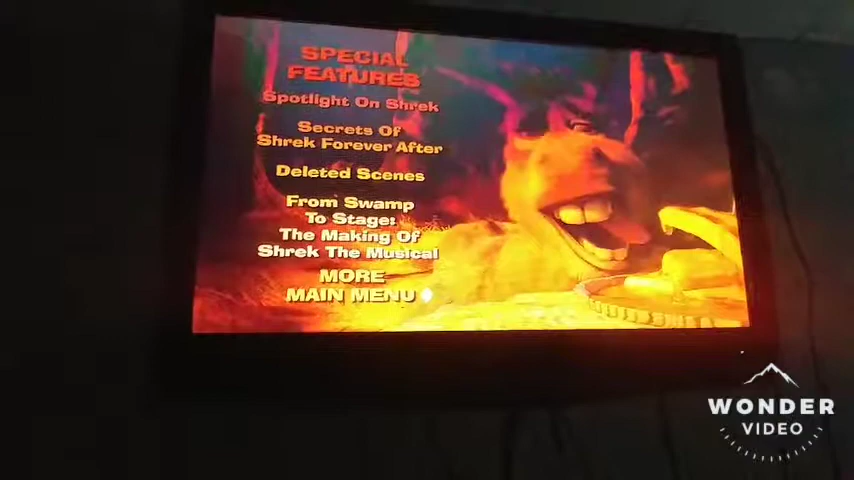 SPECIAL
FEATURES
Spotlight On Shrek
Secrets Of
Shrek Forever After
Deleted Scenes
From Swamp
To Stage:
The Making Of
Shrek The Musical
MORE
MAIN MENU
WONDER
VIDEO